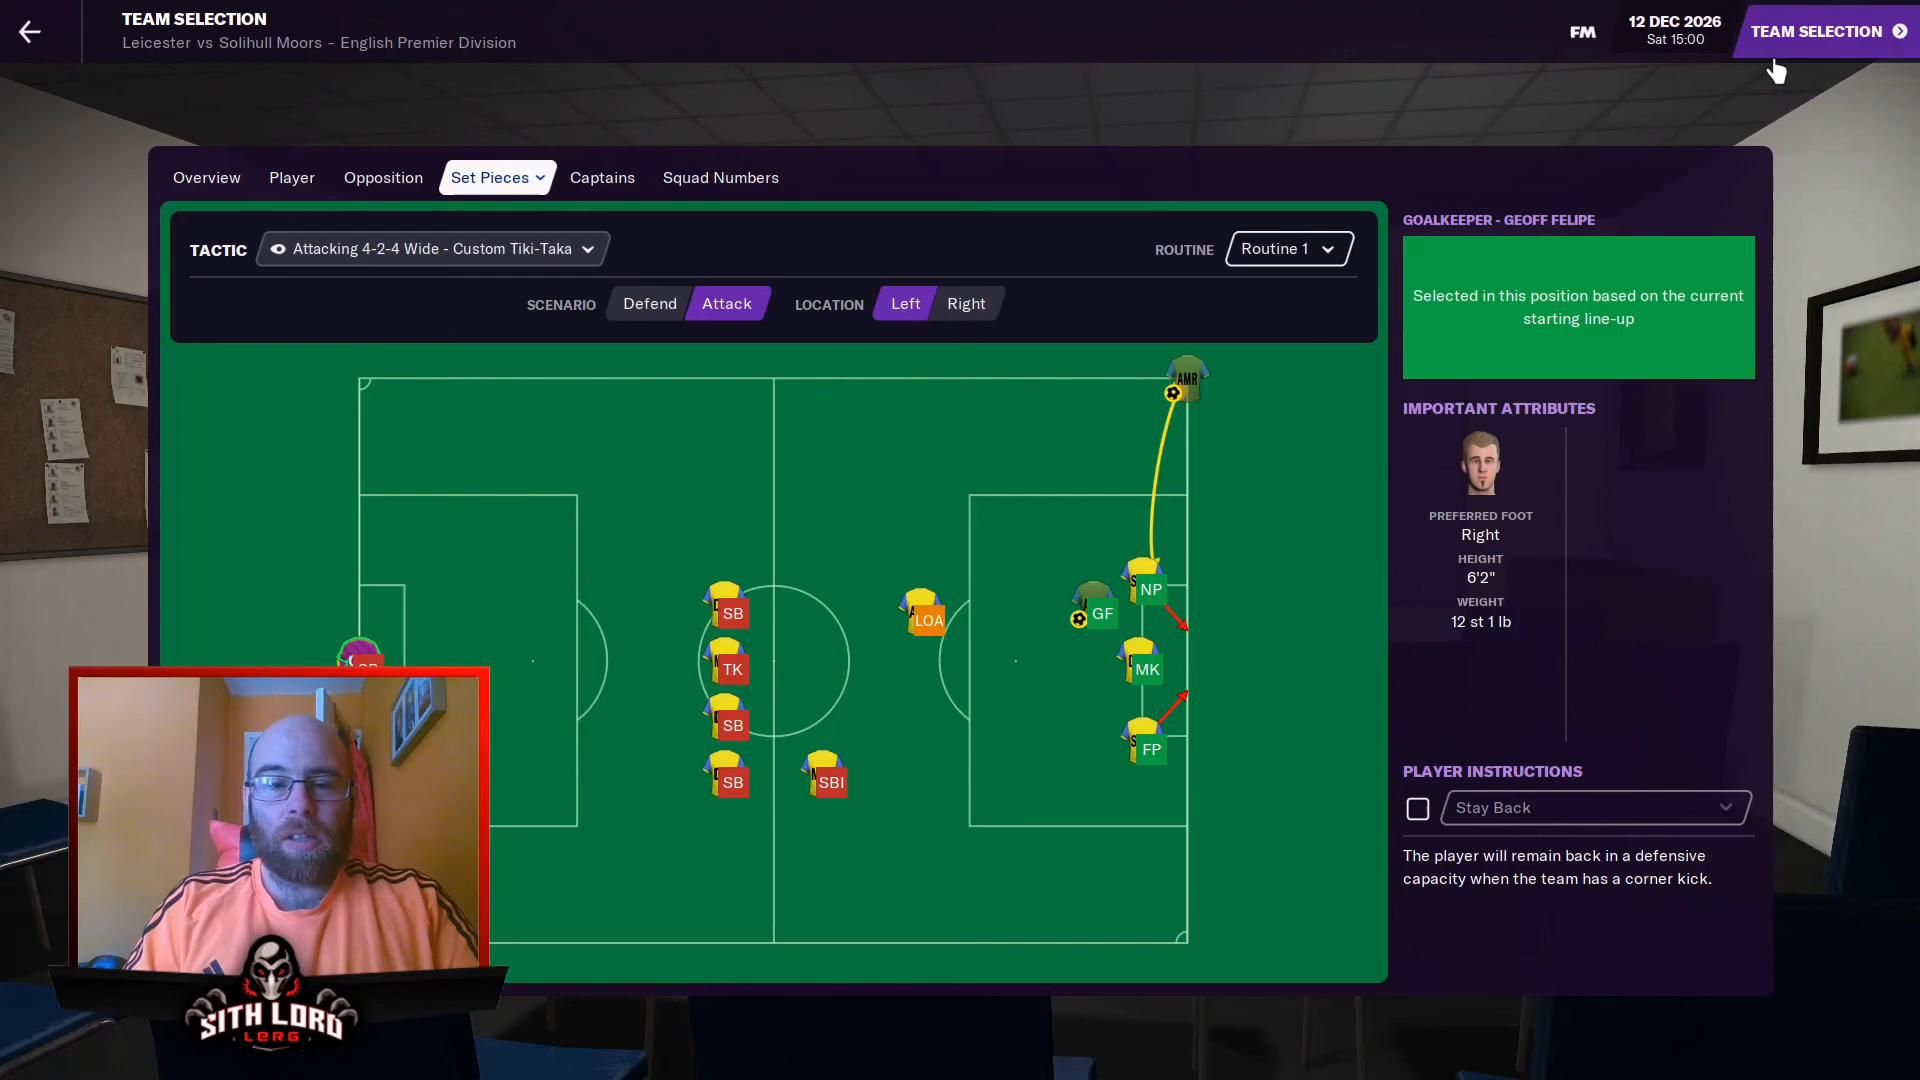 TEAM SELECTION
Leicester vs Solihull Moors - English Premier Division
FM
12 DEC 2026
Sat 15:00
TEAM SELECTION
Overview
Player
Opposition
Set Pieces
Captains
Squad Numbers
TACTIC
Attacking 4-2-4 Wide - Custom Tiki-Taka
ROUTINE
Routine 1
SCENARIO
Defend
Attack
LOCATION
Left
Right
AMR
NP
SB
LOA
GF
TK
MK
SB
FP
SB
SBI
GOALKEEPER - GEOFF FELIPE
Selected in this position based on the current
starting line-up
IMPORTANT ATTRIBUTES
PREFERRED FOOT
Right
HEIGHT
6'2"
WEIGHT
12 st 1 lb
PLAYER INSTRUCTIONS
Stay Back
The player will remain back in a defensive
capacity when the team has a corner kick.
SITH LORD
LERG